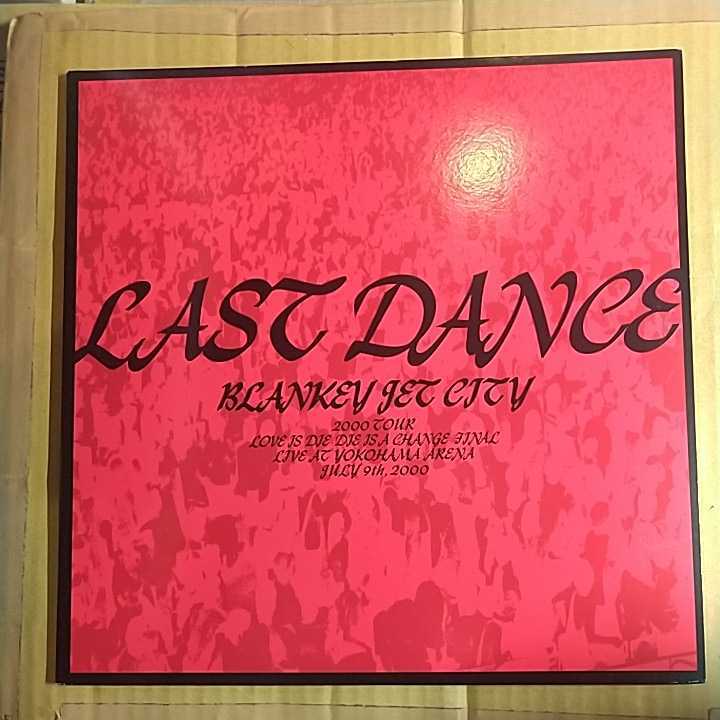 LAST DANCE
BLANKEY JET CITY
2000 TOUR
LOVE IS DIE DIE IS A CHANGE FINAL
LIVE AT YOKOHAMA ARENA
JULY 9th, 2000